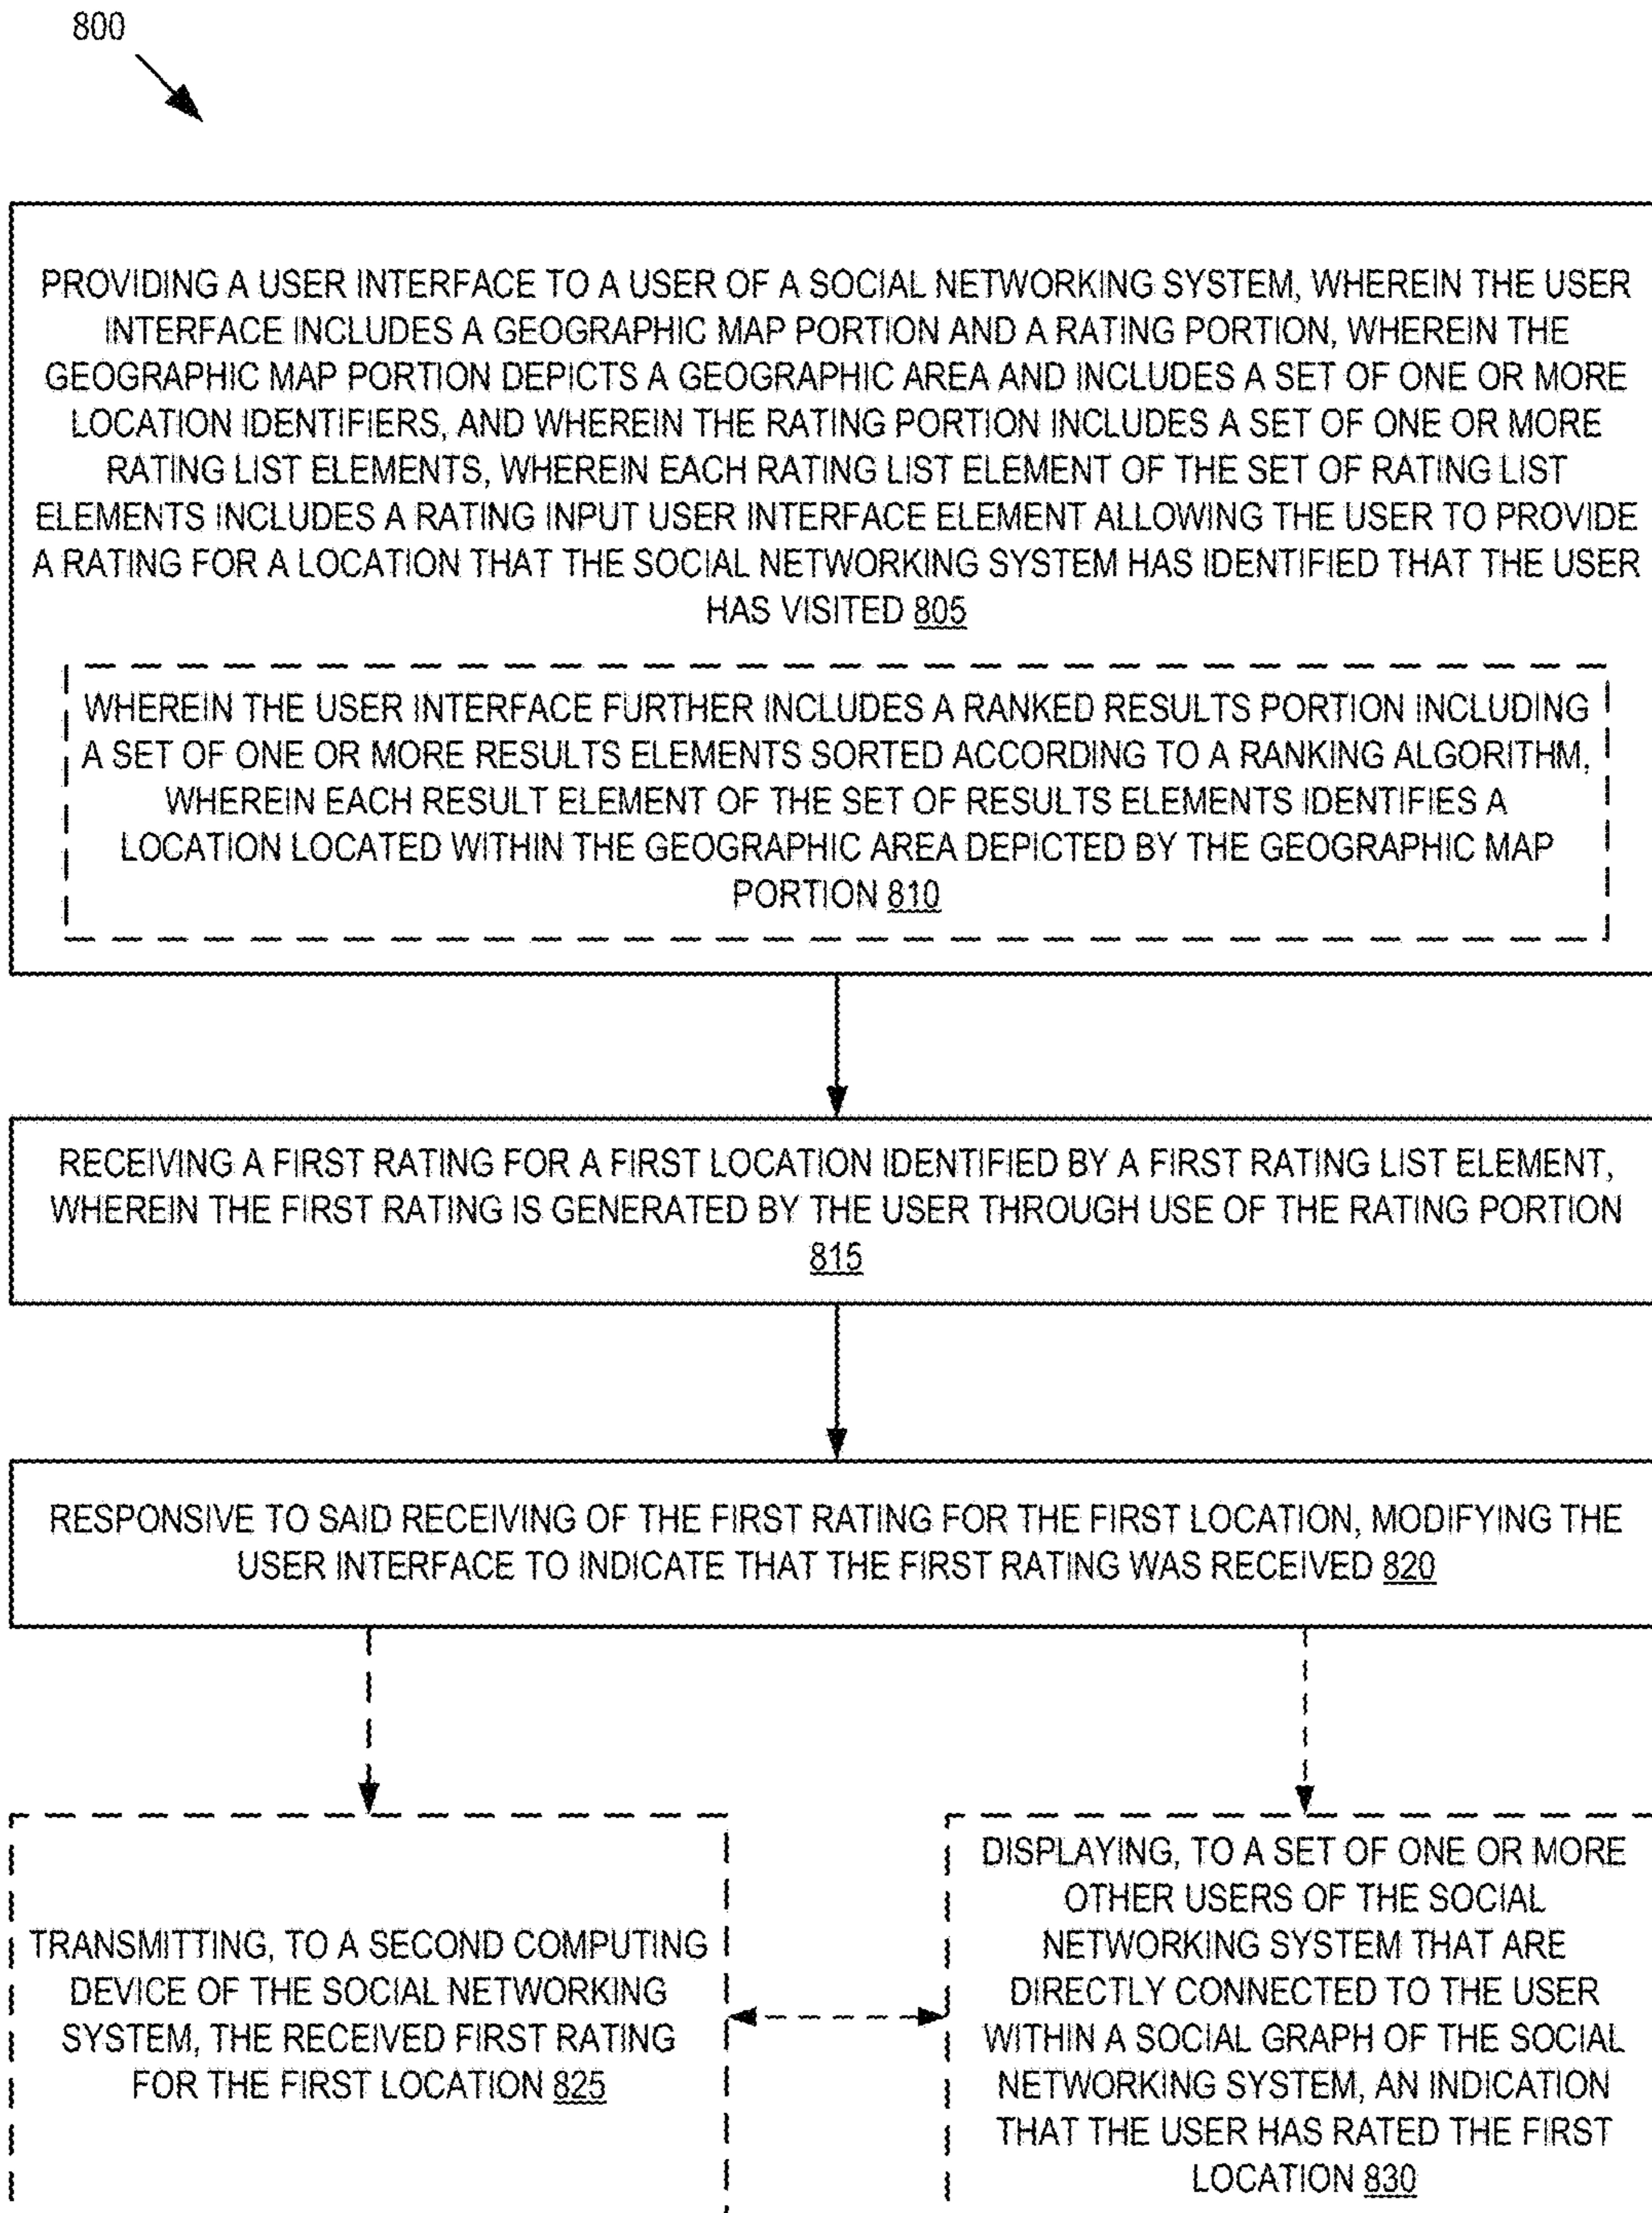 800
PROVIDING A USER INTERFACE TO A USER OF A SOCIAL NETWORKING SYSTEM, WHEREIN THE USER
INTERFACE INCLUDES A GEOGRAPHIC MAP PORTION AND A RATING PORTION, WHEREIN THE
GEOGRAPHIC MAP PORTION DEPICTS A GEOGRAPHIC AREA AND INCLUDES A SET OF ONE OR MORE
LOCATION IDENTIFIERS, AND WHEREIN THE RATING PORTION INCLUDES A SET OF ONE OR MORE
RATING LIST ELEMENTS, WHEREIN EACH RATING LIST ELEMENT OF THE SET OF RATING LIST
ELEMENTS INCLUDES A RATING INPUT USER INTERFACE ELEMENT ALLOWING THE USER TO PROVIDE
A RATING FOR A LOCATION THAT THE SOCIAL NETWORKING SYSTEM HAS IDENTIFIED THAT THE USER
HAS VISITED 805
WHEREIN THE USER INTERFACE FURTHER INCLUDES A RANKED RESULTS PORTION INCLUDING
A SET OF ONE OR MORE RESULTS ELEMENTS SORTED ACCORDING TO A RANKING ALGORITHM,
WHEREIN EACH RESULT ELEMENT OF THE SET OF RESULTS ELEMENTS IDENTIFIES A
LOCATION LOCATED WITHIN THE GEOGRAPHIC AREA DEPICTED BY THE GEOGRAPHIC MAP
PORTION 810
RECEIVING A FIRST RATING FOR A FIRST LOCATION IDENTIFIED BY A FIRST RATING LIST ELEMENT,
WHEREIN THE FIRST RATING IS GENERATED BY THE USER THROUGH USE OF THE RATING PORTION
815
RESPONSIVE TO SAID RECEIVING OF THE FIRST RATING FOR THE FIRST LOCATION, MODIFYING THE
USER INTERFACE TO INDICATE THAT THE FIRST RATING WAS RECEIVED 820
TRANSMITTING, TO A SECOND COMPUTING
DEVICE OF THE SOCIAL NETWORKING
SYSTEM, THE RECEIVED FIRST RATING
FOR THE FIRST LOCATION 825
DISPLAYING, TO A SET OF ONE OR MORE
OTHER USERS OF THE SOCIAL
NETWORKING SYSTEM THAT ARE
DIRECTLY CONNECTED TO THE USER
WITHIN A SOCIAL GRAPH OF THE SOCIAL
NETWORKING SYSTEM, AN INDICATION
THAT THE USER HAS RATED THE FIRST
LOCATION 830